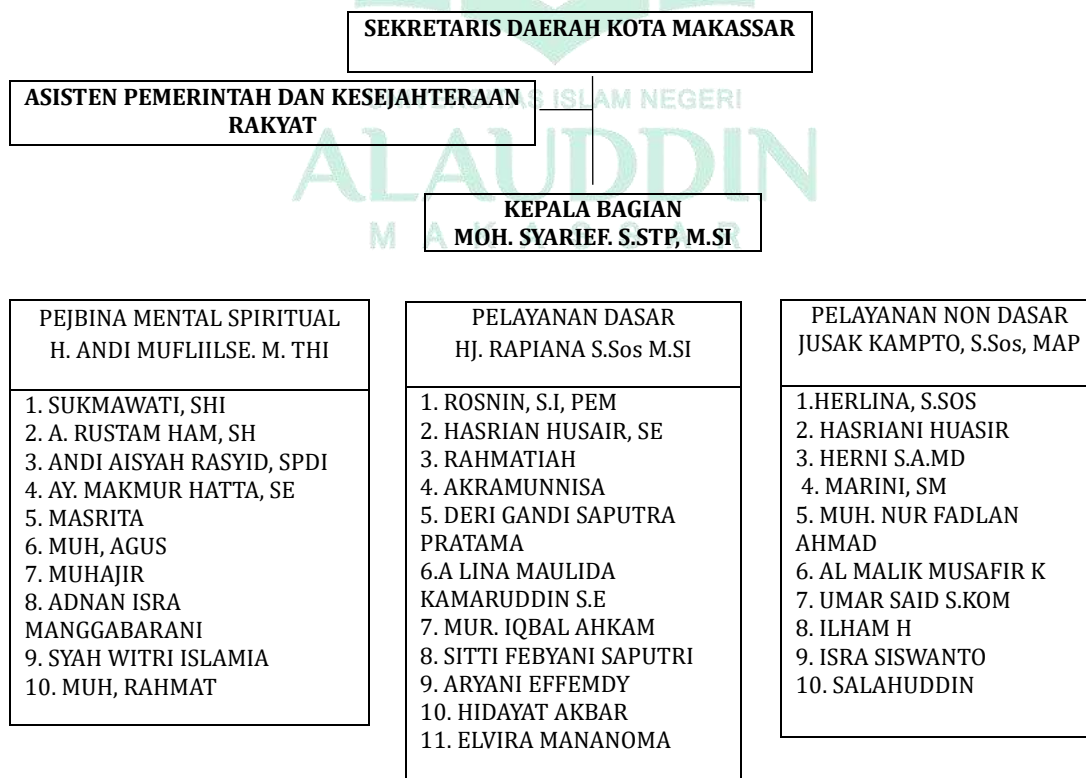 SEKRETARIS DAERAH KOTA MAKASSAR
ASISTEN PEMERINTAH DAN KESEJAHTERAAN
RAKYAT
ISLAM NEGERI
ALAUDDIN
MAKASSAR
KEPALA BAGIAN
MOH. SYARIEF. S.STP, M.SI
PEJBINA MENTAL SPIRITUAL
H. ANDI MUFLIILSE. M. THI
1. SUKMAWATI, SHI
2. A. RUSTAM HAM, SH
3. ANDI AISYAH RASYID, SPDI
4. AY. MAKMUR HATTA, SE
5. MASRITA
6. MUH, AGUS
7. MUHAJIR
8. ADNAN ISRA
MANGGABARANI
9. SYAH WITRI ISLAMIA
10. MUH, RAHMAT
PELAYANAN DASAR
HJ. RAPIANA S.Sos M.SI
1. ROSNIN, S.I, PEM
2. HASRIAN HUSAIR, SE
3. RAHMATIAH
4. AKRAMUNNISA
5. DERI GANDI SAPUTRA
PRATAMA
6.A LINA MAULIDA
KAMARUDDIN S.E
7. MUR. IQBAL AHKAM
8. SITTI FEBYANI SAPUTRI
9. ARYANI EFFEMDY
10. HIDAYAT AKBAR
11. ELVIRA MANANOMA
PELAYANAN NON DASAR
JUSAK KAMPTO, S.Sos, MAP
1.HERLINA, S.SOS
2. HASRIANI HUASIR
3. HERNI S.A.MD
4. MARINI, SM
5. MUH. NUR FADLAN
AHMAD
6. AL MALIK MUSAFIR K
7. UMAR SAID S.KOM
8. ILHAM H
9. ISRA SISWANTO
10. SALAHUDDIN